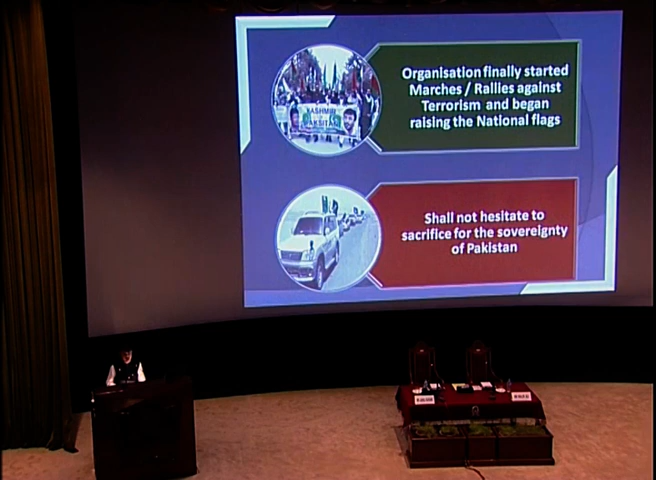 Organisation finally started
Marches / Rallies against
Terrorism and began
raising the National flags
KASHMIR
Shall not hesitate to
sacrifice for the sovereignty
of Pakistan